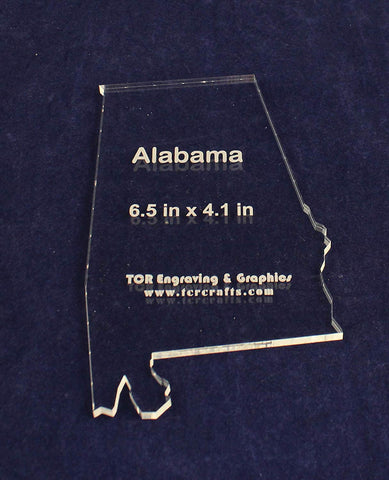 Alabama
6.5 in x 4.1 in
TCR Engraving & Graphics
www.tcrcrafts.com